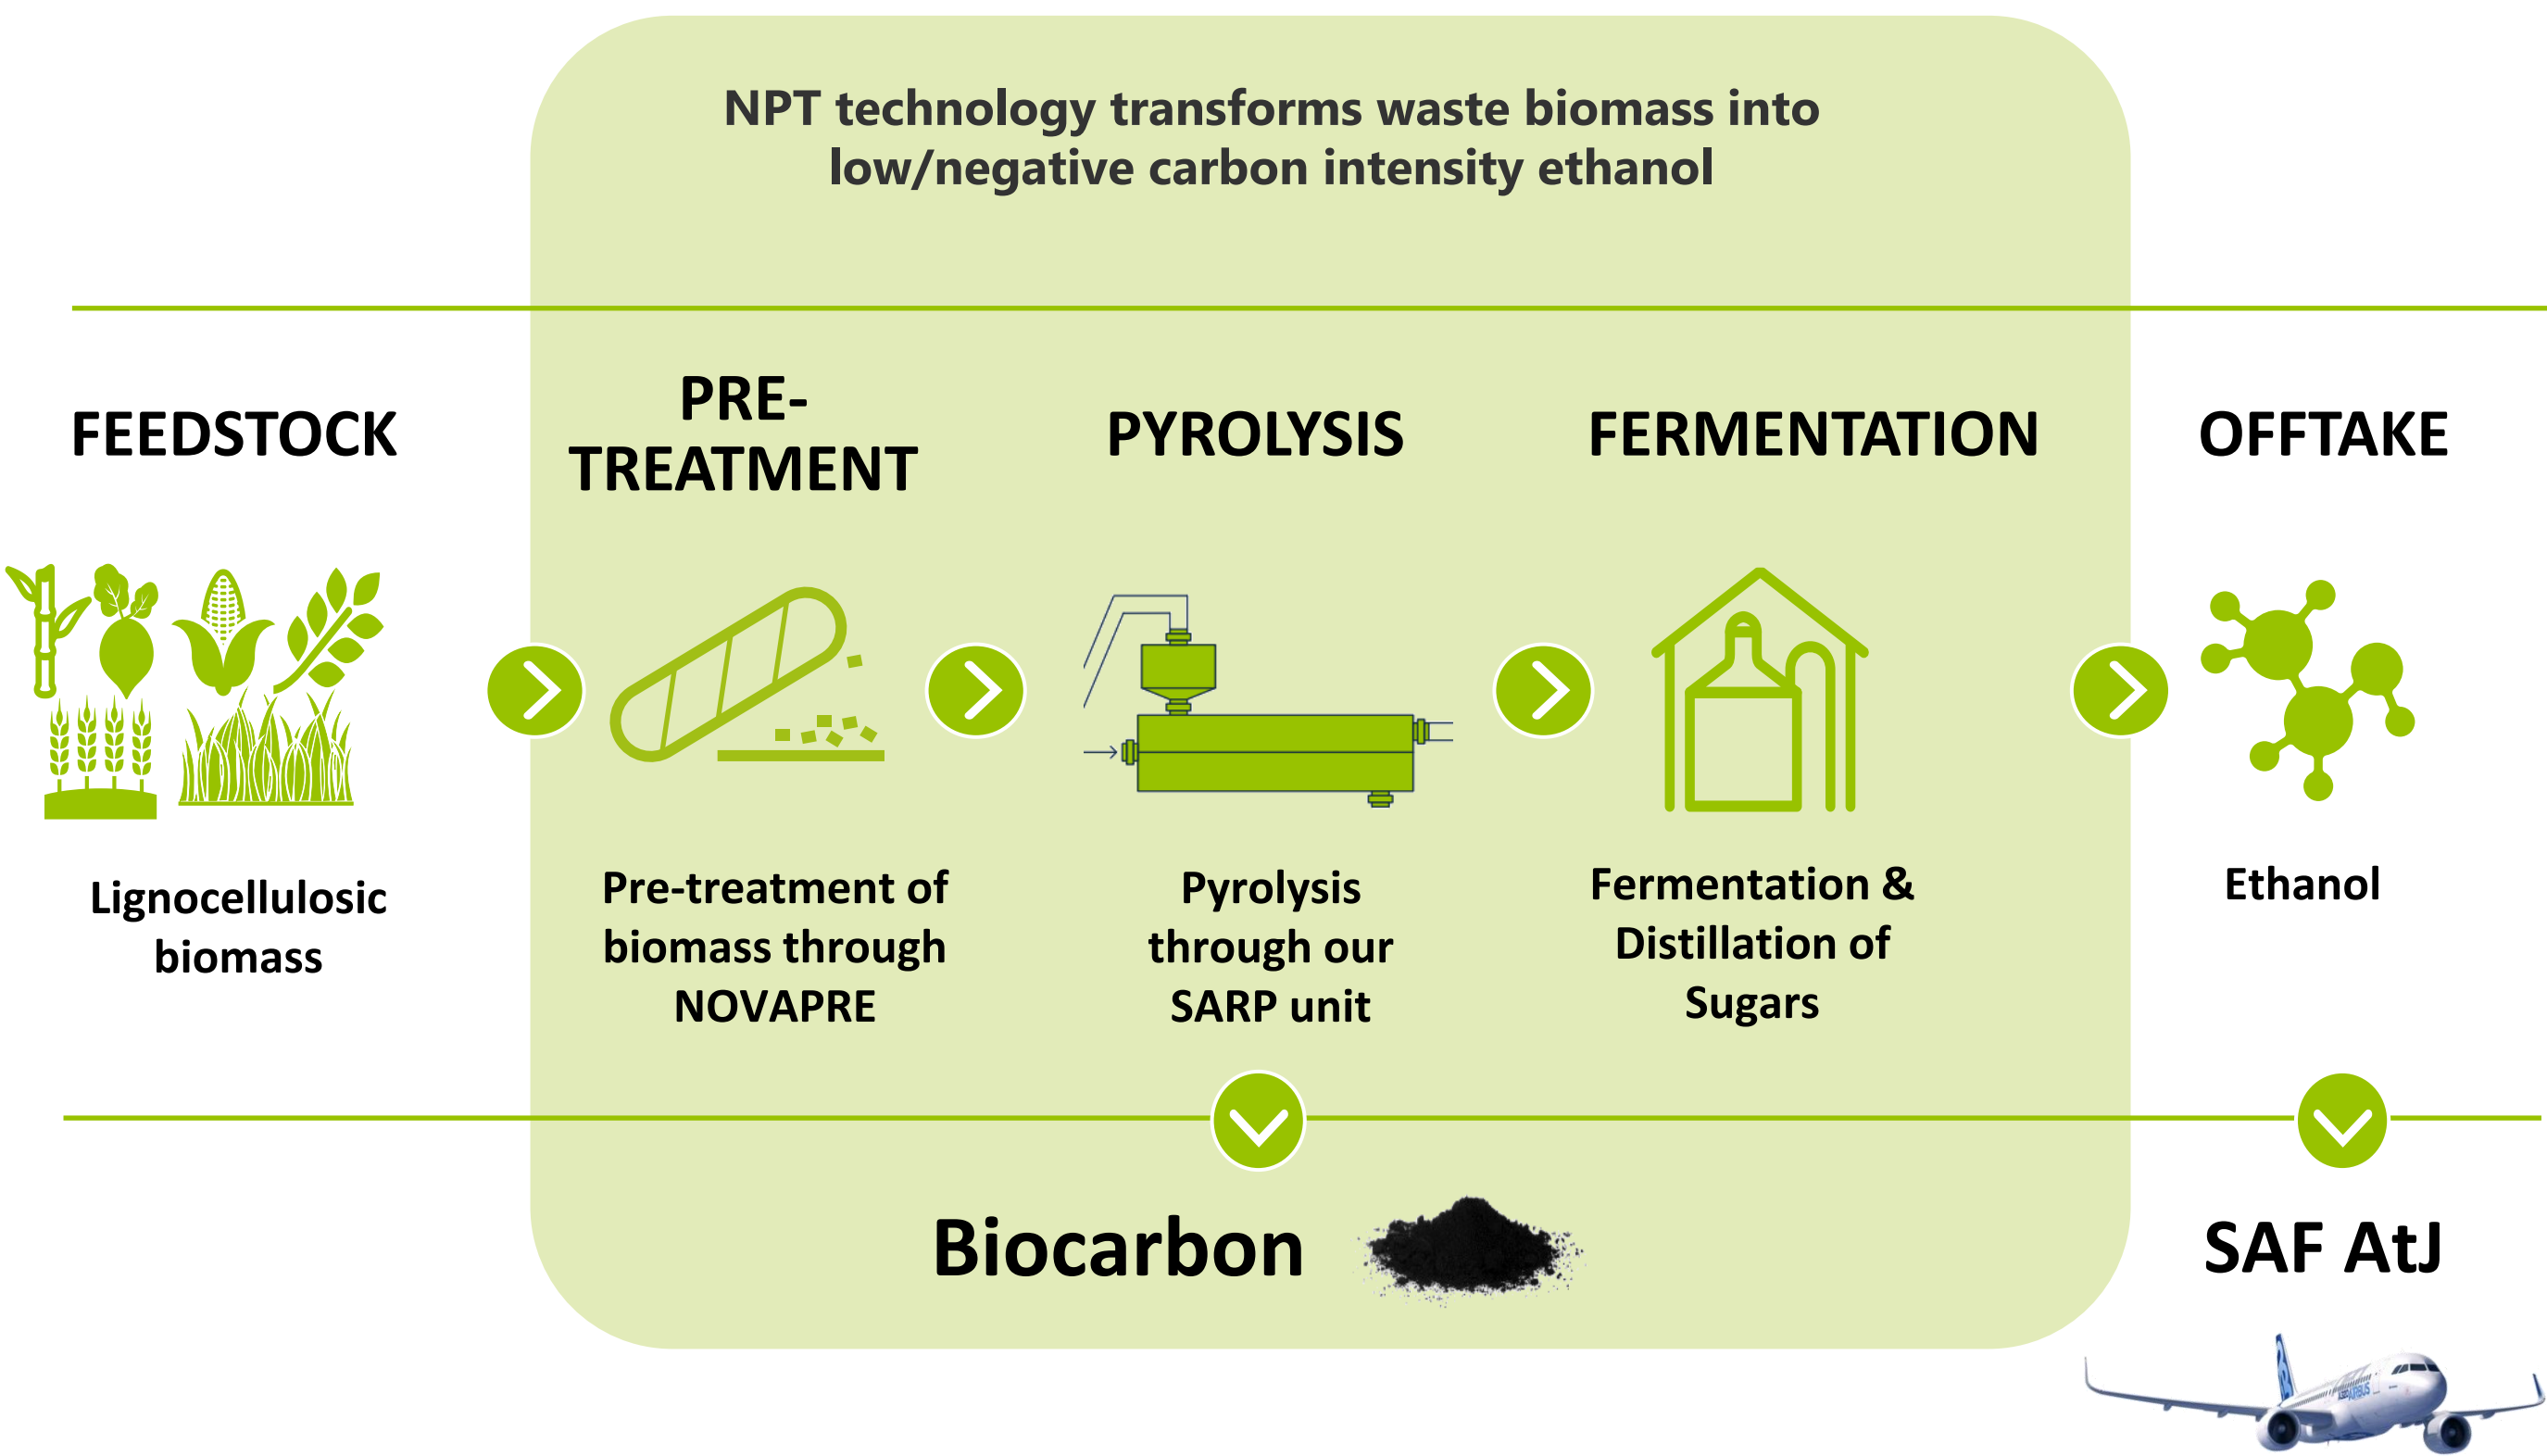 NPT technology transforms waste biomass into
low/negative carbon intensity ethanol
FEEDSTOCK
PRE-
TREATMENT
PYROLYSIS
FERMENTATION
OFFTAKE
Lignocellulosic
biomass
Pre-treatment of
biomass through
NOVAPRE
Pyrolysis
through our
SARP unit
Fermentation &
Distillation of
Sugars
Ethanol
Biocarbon
SAF AtJ
AIRBUS